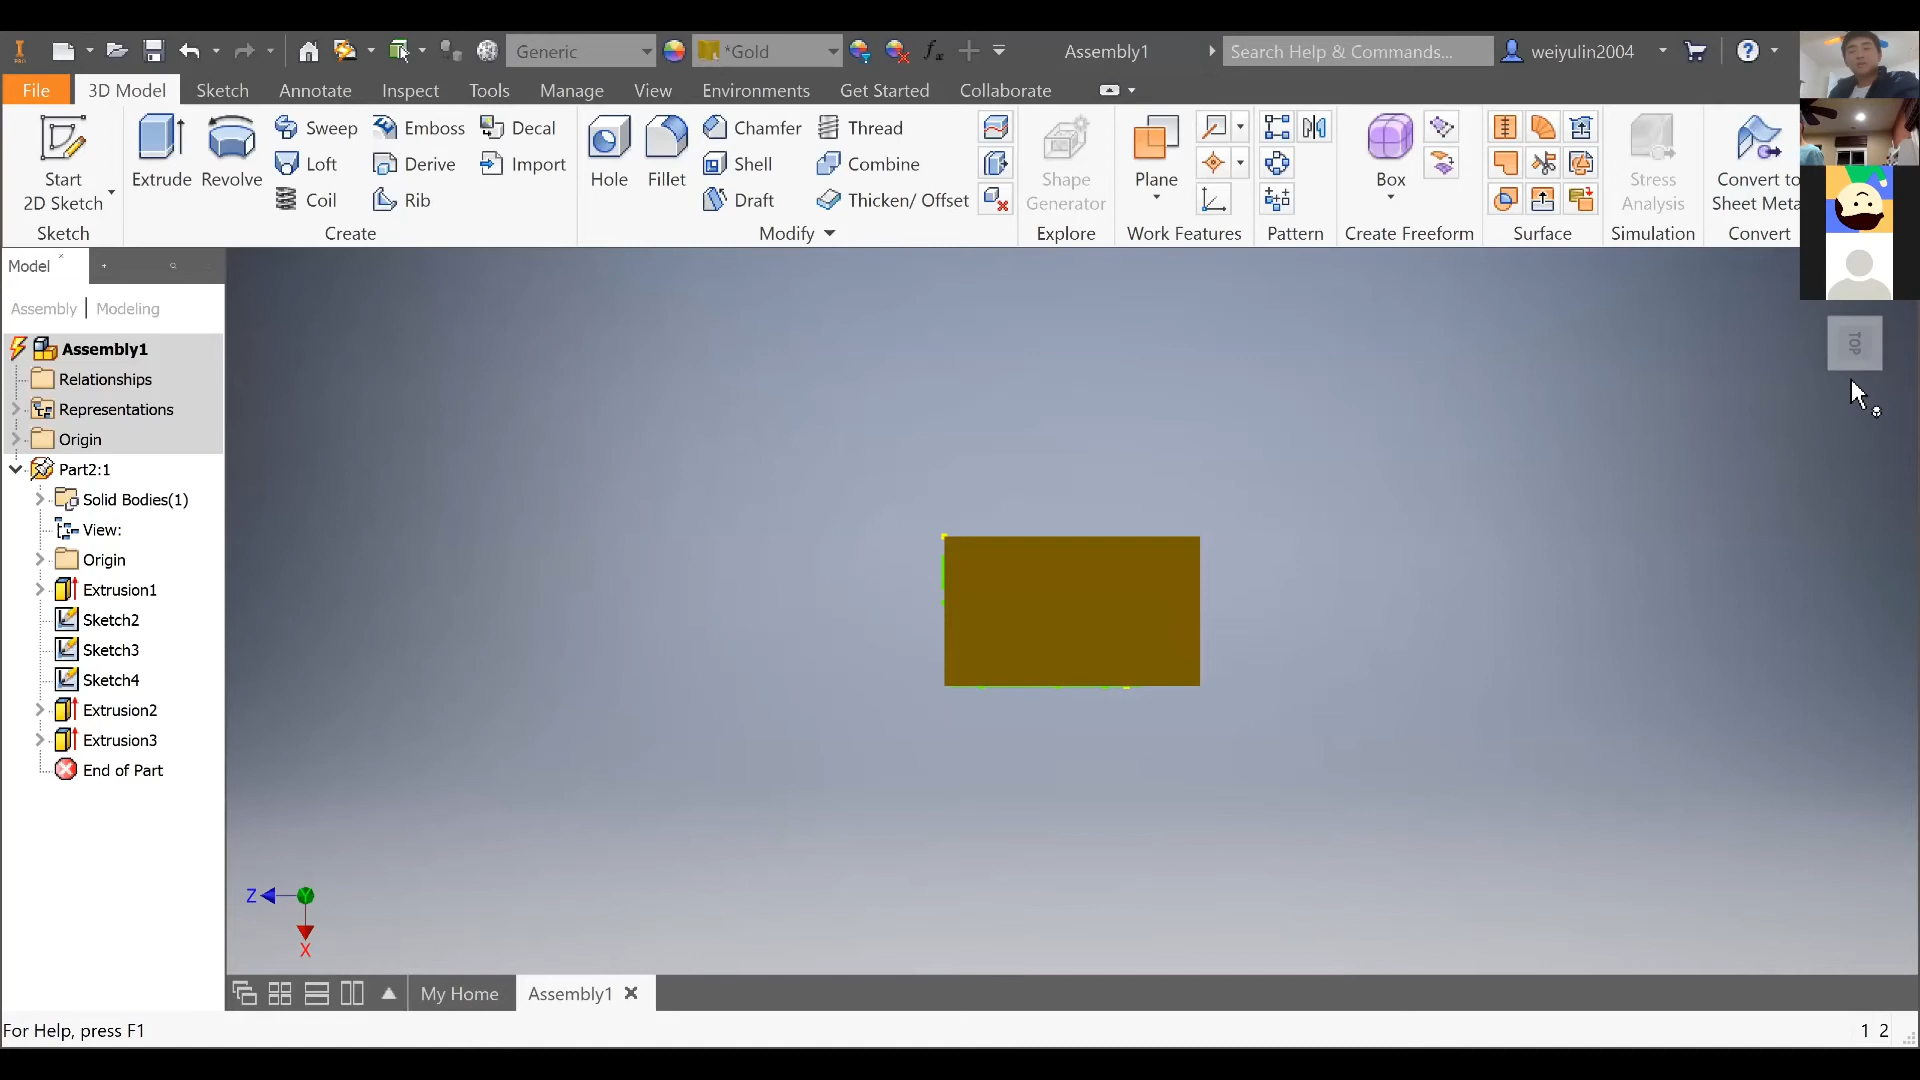 PRO
Generic
*Gold
fx
Assembly1
Search Help & Commands...
weiyulin2004
?
File
3D Model
Sketch
Annotate
Inspect
Tools
Manage
View
Environments
Get Started
Collaborate
Start
2D Sketch
Extrude
Revolve
Sweep
Loft
Coil
Emboss
Derive
Rib
Decal
Import
Hole
Fillet
Chamfer
Shell
Draft
Thread
Combine
Thicken/ Offset
Shape
Generator
Plane
Box
Stress
Analysis
Convert to
Sheet Meta
Sketch
Create
Modify
Explore
Work Features
Pattern
Create Freeform
Surface
Simulation
Convert
Model
Assembly
Modeling
Assembly1
Relationships
Representations
Origin
Part2:1
Solid Bodies(1)
View:
Origin
Extrusion1
Sketch2
Sketch3
Sketch4
Extrusion2
Extrusion3
End of Part
TOP
Z
Y
X
My Home
Assembly1
For Help, press F1
1 2